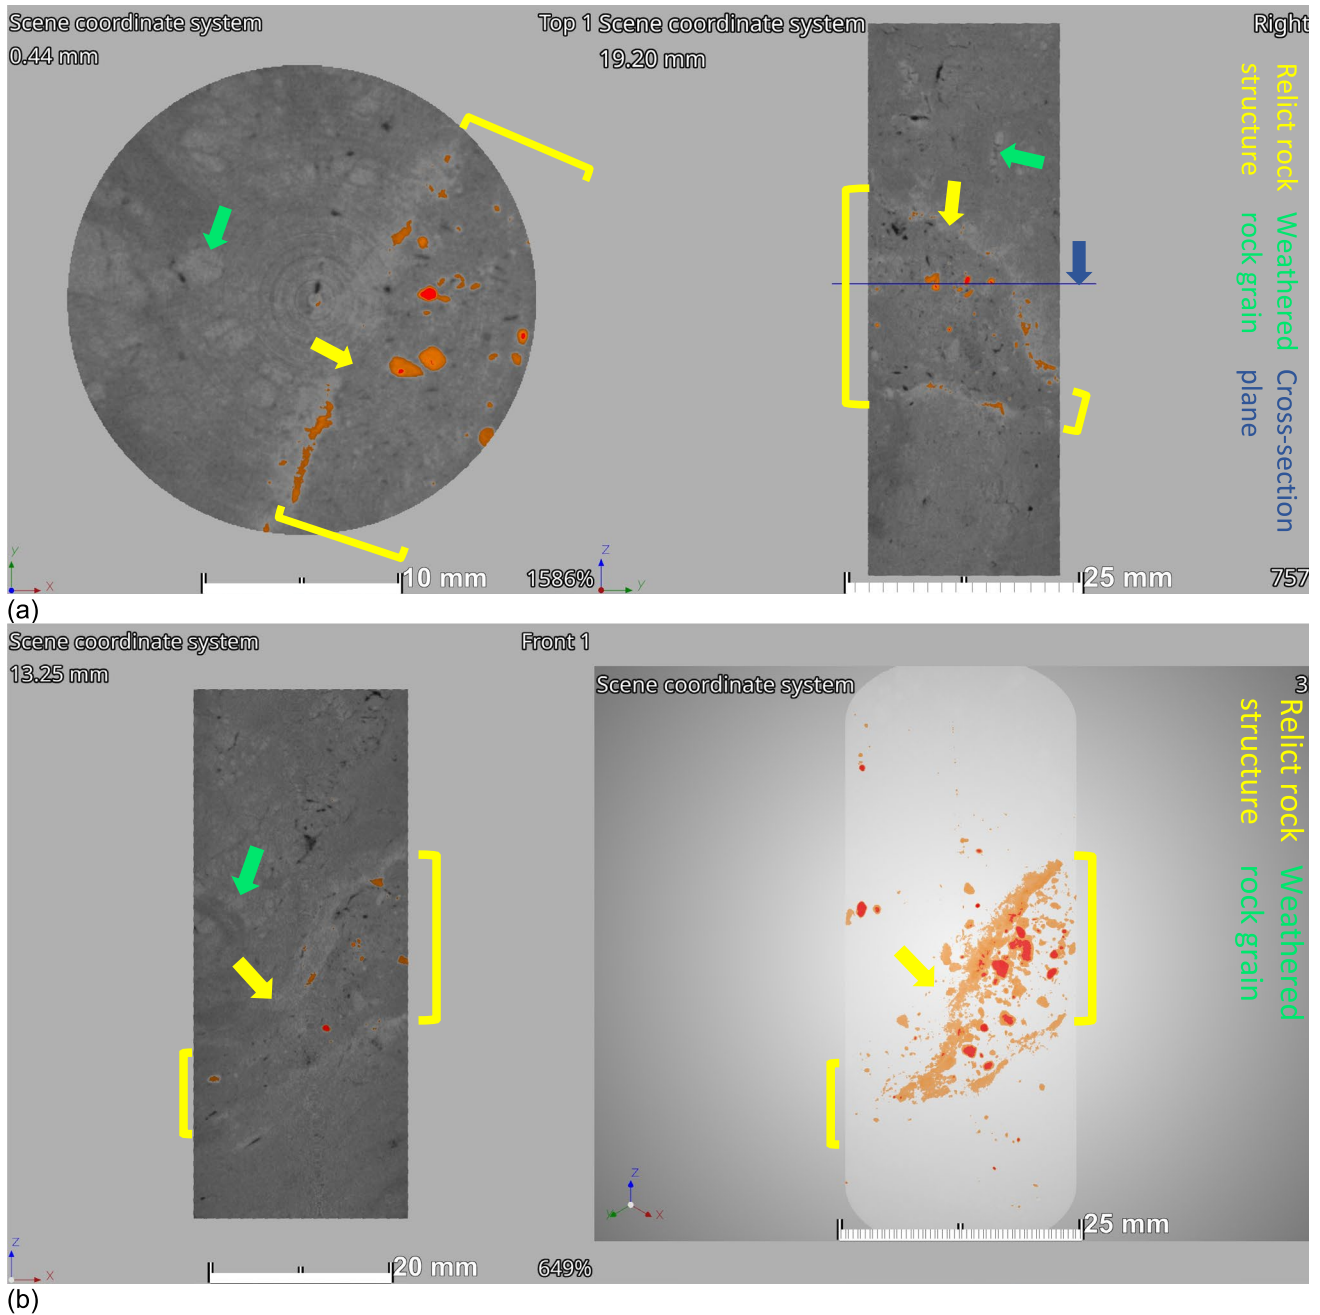 Scene coordinate system
0.44 mm
Top 1
Scene coordinate system
19.20 mm
Right
Relict rock
structure
Weathered
rock grain
Cross-section
plane
y
x
10 mm
1586%
z
y
25 mm
757
(a)
Scene coordinate system
13.25 mm
Front 1
Scene coordinate system
3
Relict rock
structure
Weathered
rock grain
z
x
20 mm
649%
z
y
x
25 mm
(b)